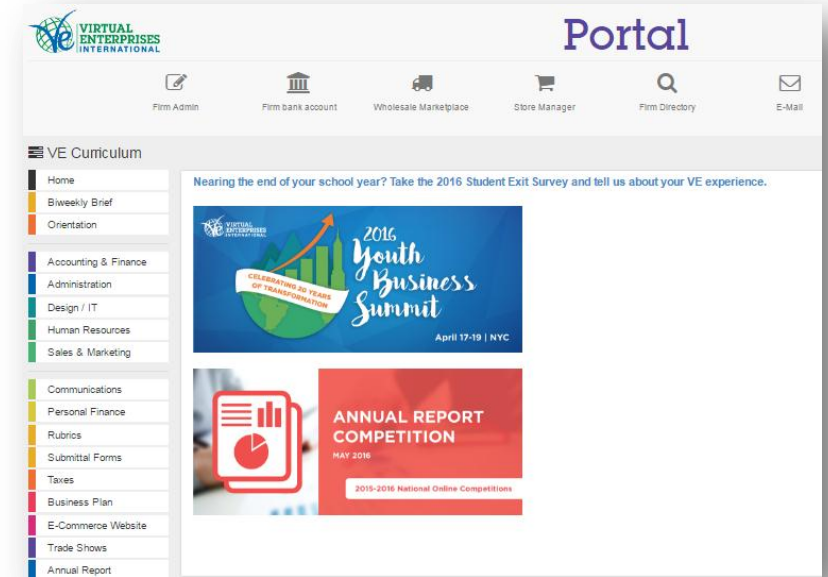 VIRTUAL
ENTERPRISES
INTERNATIONAL
Portal
Firm Admin
Firm bank account
Wholesale Marketplace
Store Manager
Firm Directory
E-Mail
VE Curriculum
Home
Biweekly Brief
Orientation
Accounting & Finance
Administration
Design / IT
Human Resources
Sales & Marketing
Communications
Personal Finance
Rubrics
Submittal Forms
Taxes
Business Plan
E-Commerce Website
Trade Shows
Annual Report
Nearing the end of your school year? Take the 2016 Student Exit Survey and tell us about your VE experience.
VIRTUAL
ENTERPRISES
INTERNATIONAL
CELEBRATING 20 YEARS
OF TRANSFORMATION
2016
Youth
Business
Summit
April 17-19 | NYC
ANNUAL REPORT
COMPETITION
MAY 2016
2015-2016 National Online Competitions